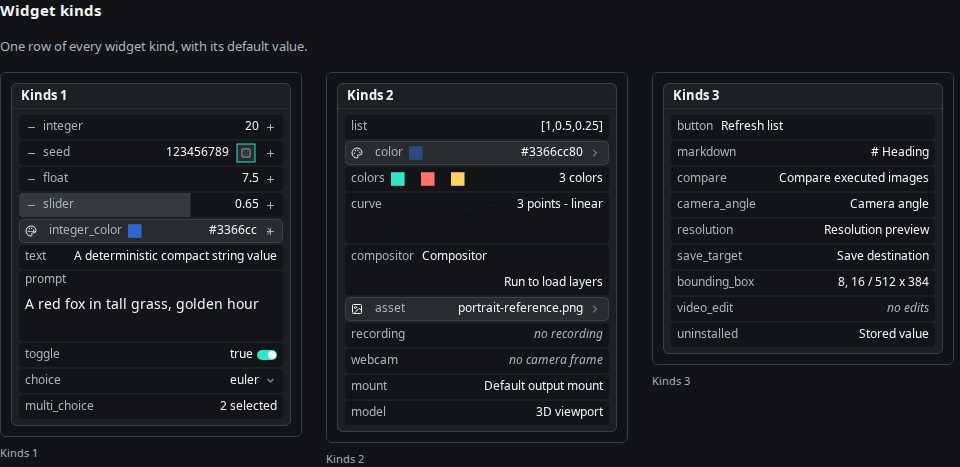 Widget kinds
One row of every widget kind, with its default value.
Kinds 1
− integer 20 +
− seed 123456789 +
− float 7.5 +
− slider 0.65 +
integer_color #3366cc +
text A deterministic compact string value
prompt
A red fox in tall grass, golden hour
toggle true
choice euler
multi_choice 2 selected
Kinds 1
Kinds 2
list [1,0.5,0.25]
color #3366cc80
colors 3 colors
curve 3 points - linear
compositor Compositor
Run to load layers
asset portrait-reference.png
recording no recording
webcam no camera frame
mount Default output mount
model 3D viewport
Kinds 2
Kinds 3
button Refresh list
markdown # Heading
compare Compare executed images
camera_angle Camera angle
resolution Resolution preview
save_target Save destination
bounding_box 8, 16 / 512 x 384
video_edit no edits
uninstalled Stored value
Kinds 3